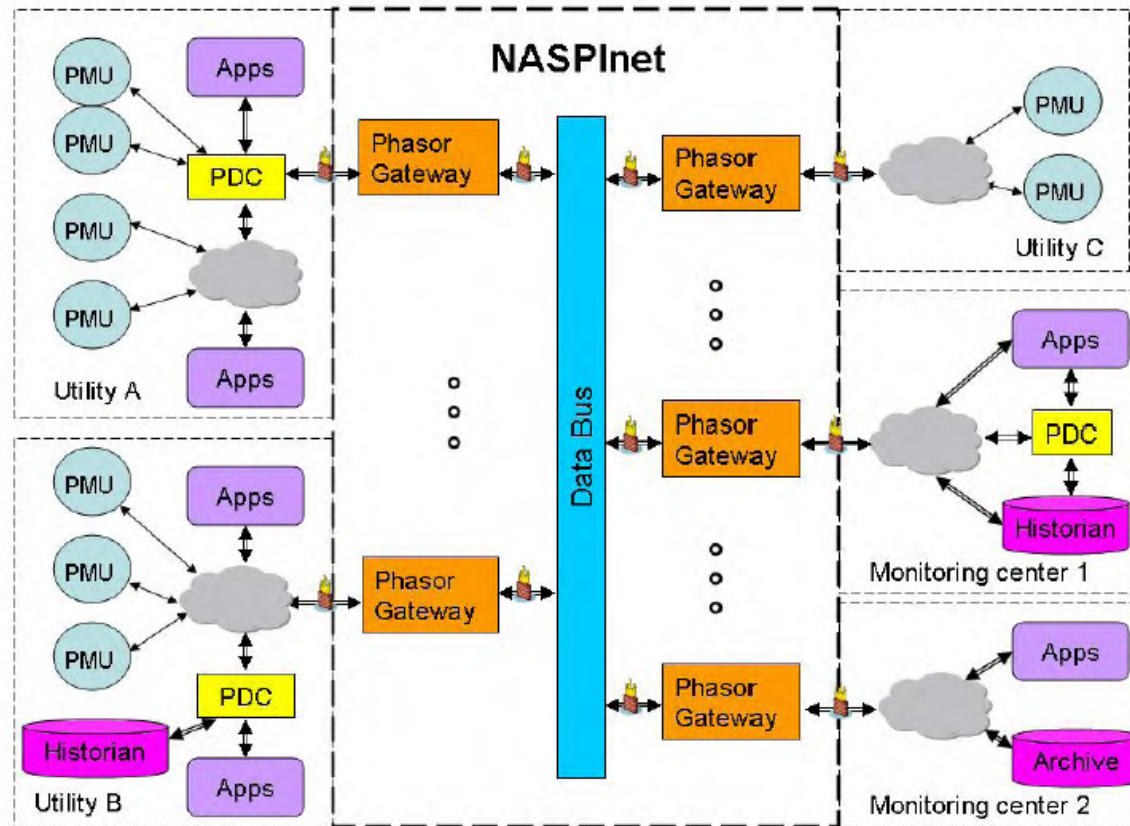 NASPInet
PMU
Apps
PMU
PDC
PMU
PMU
Apps
Utility A
Phasor
Gateway
Phasor
Gateway
PMU
PMU
Utility C
PMU
Apps
PMU
PMU
PDC
Historian
Apps
Utility B
Phasor
Gateway
Data Bus
Phasor
Gateway
Apps
PDC
Historian
Monitoring center 1
Phasor
Gateway
Apps
Archive
Monitoring center 2